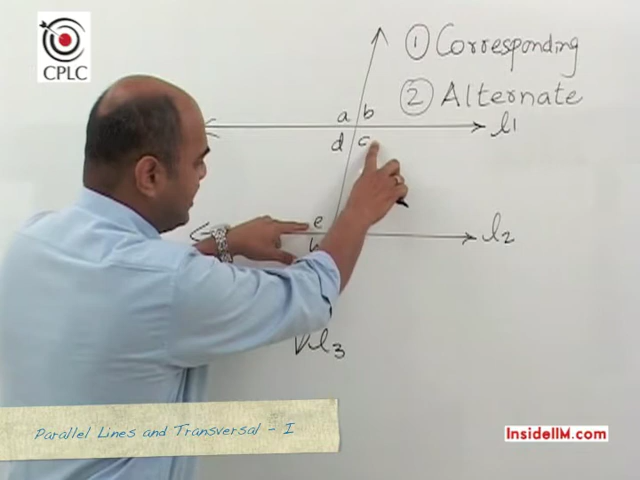 CPLC
① Corresponding
② Alternate
a b
l1
d c
e
l2
h
l3
Parallel Lines and Transversal - I
InsideIIM.com